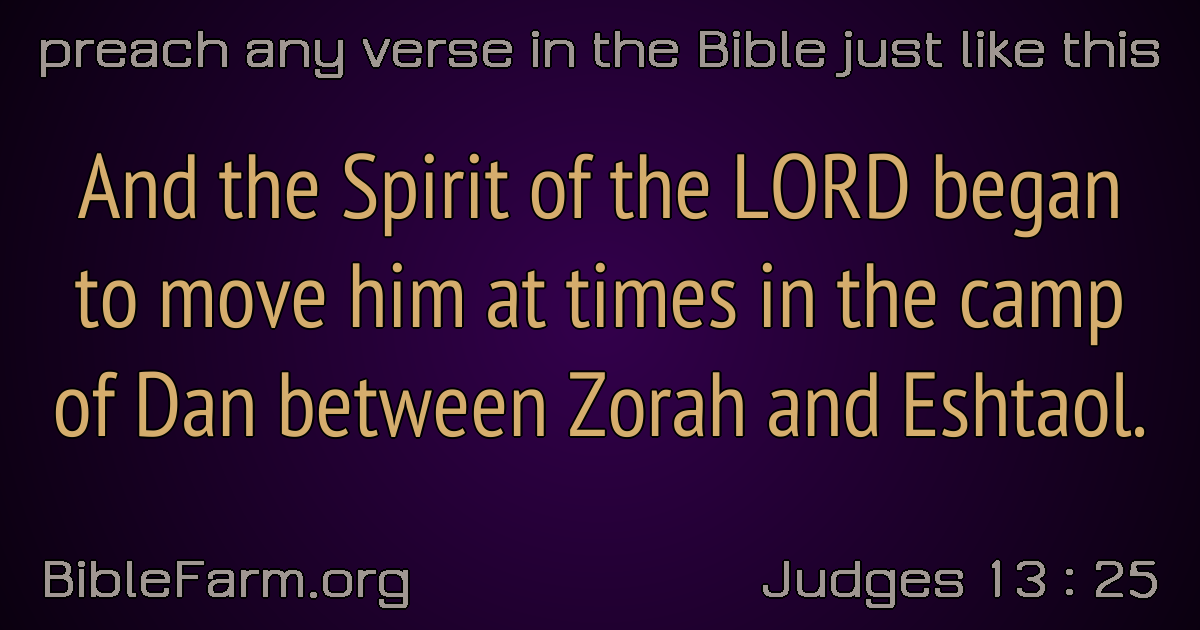 preach any verse in the Bible just like this
And the Spirit of the LORD began
to move him at times in the camp
of Dan between Zorah and Eshtaol.
BibleFarm.org
Judges 13 : 25